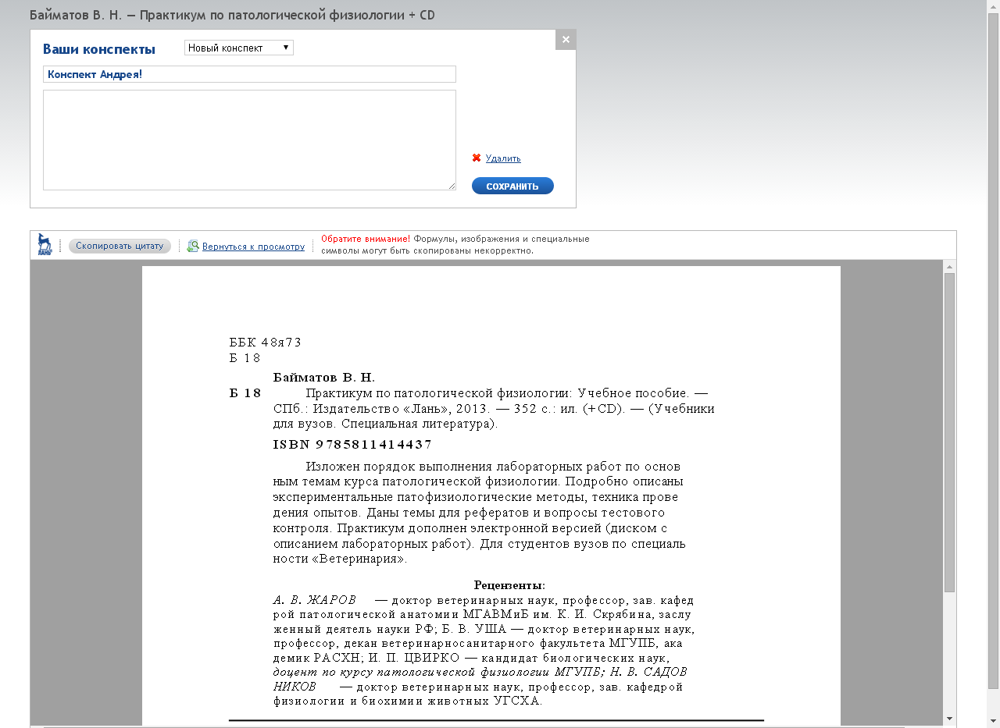 Байматов В. Н. — Практикум по патологической физиологии + CD
Ваши конспекты
Новый конспект
Конспект Андрея!
Удалить
СОХРАНИТЬ
ЛАНЬ
Скопировать цитату
Вернуться к просмотру
Обратите внимание! Формулы, изображения и специальные
символы могут быть скопированы некорректно.
ББК 48я73
Б 18
Байматов В. Н.
Б 18 Практикум по патологической физиологии: Учебное пособие. —
СПб.: Издательство «Лань», 2013. — 352 с.: ил. (+CD). — (Учебники
для вузов. Специальная литература).
ISBN 9785811414437
Изложен порядок выполнения лабораторных работ по основ
ным темам курса патологической физиологии. Подробно описаны
экспериментальные патофизиологические методы, техника прове
дения опытов. Даны темы для рефератов и вопросы тестового
контроля. Практикум дополнен электронной версией (диском с
описанием лабораторных работ). Для студентов вузов по специаль
ности «Ветеринария».
Рецензенты:
А. В. ЖАРОВ — доктор ветеринарных наук, профессор, зав. кафед
рой патологической анатомии МГАВМиБ им. К. И. Скрябина, заслу
женный деятель науки РФ; Б. В. УША — доктор ветеринарных наук,
профессор, декан ветеринарносанитарного факультета МГУПБ, ака
демик РАСХН; И. П. ЦВИРКО — кандидат биологических наук,
доцент по курсу патологической физиологии МГУПБ; Н. В. САДОВ
НИКОВ — доктор ветеринарных наук, профессор, зав. кафедрой
физиологии и биохимии животных УГСХА.